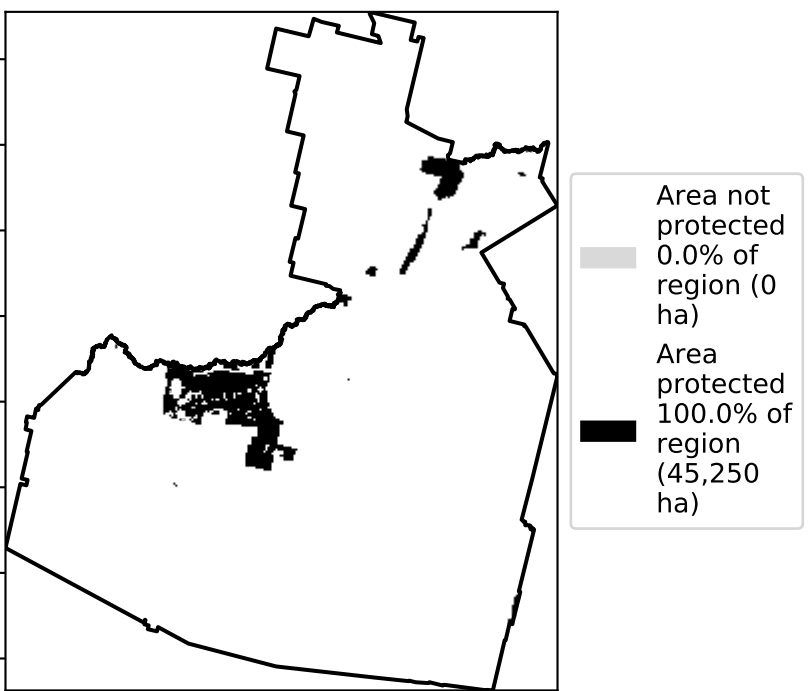 Area not
protected
0.0% of
region (0
ha)
Area
protected
100.0% of
region
(45,250
ha)